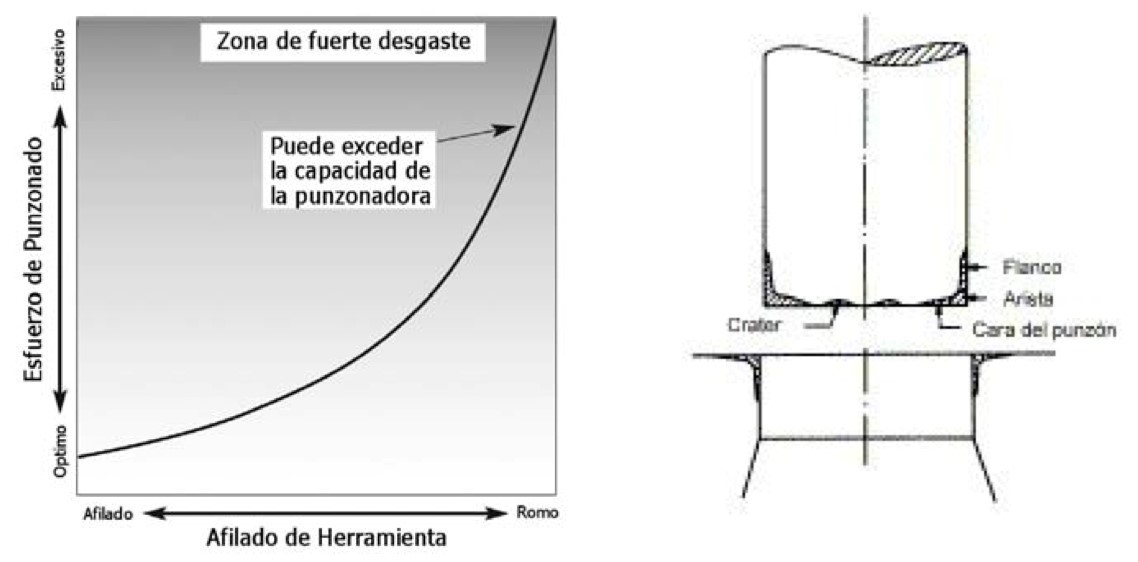 Excesivo
Esfuerzo de Punzonado
Optimo
Zona de fuerte desgaste
Puede exceder
la capacidad de
la punzonadora
Afilado
Romo
Afilado de Herramienta
Flanco
Arista
Crater
Cara del punzón